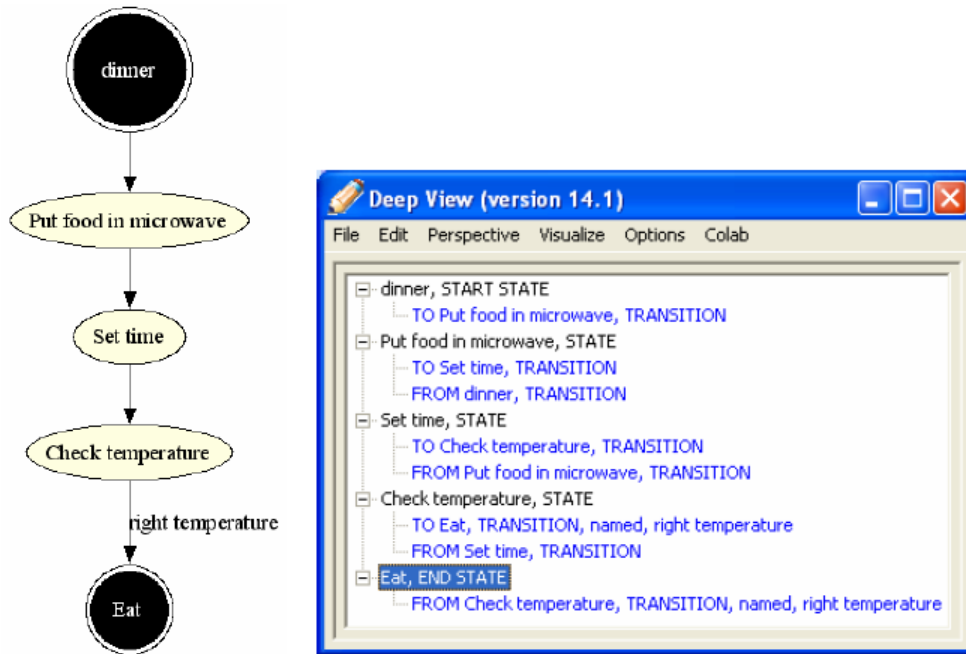 dinner
Put food in microwave
Set time
Check temperature
right temperature
Eat
Deep View (version 14.1)
File Edit Perspective Visualize Options Colab
dinner, START STATE
TO Put food in microwave, TRANSITION
Put food in microwave, STATE
TO Set time, TRANSITION
FROM dinner, TRANSITION
Set time, STATE
TO Check temperature, TRANSITION
FROM Put food in microwave, TRANSITION
Check temperature, STATE
TO Eat, TRANSITION, named, right temperature
FROM Set time, TRANSITION
Eat, END STATE
FROM Check temperature, TRANSITION, named, right temperature